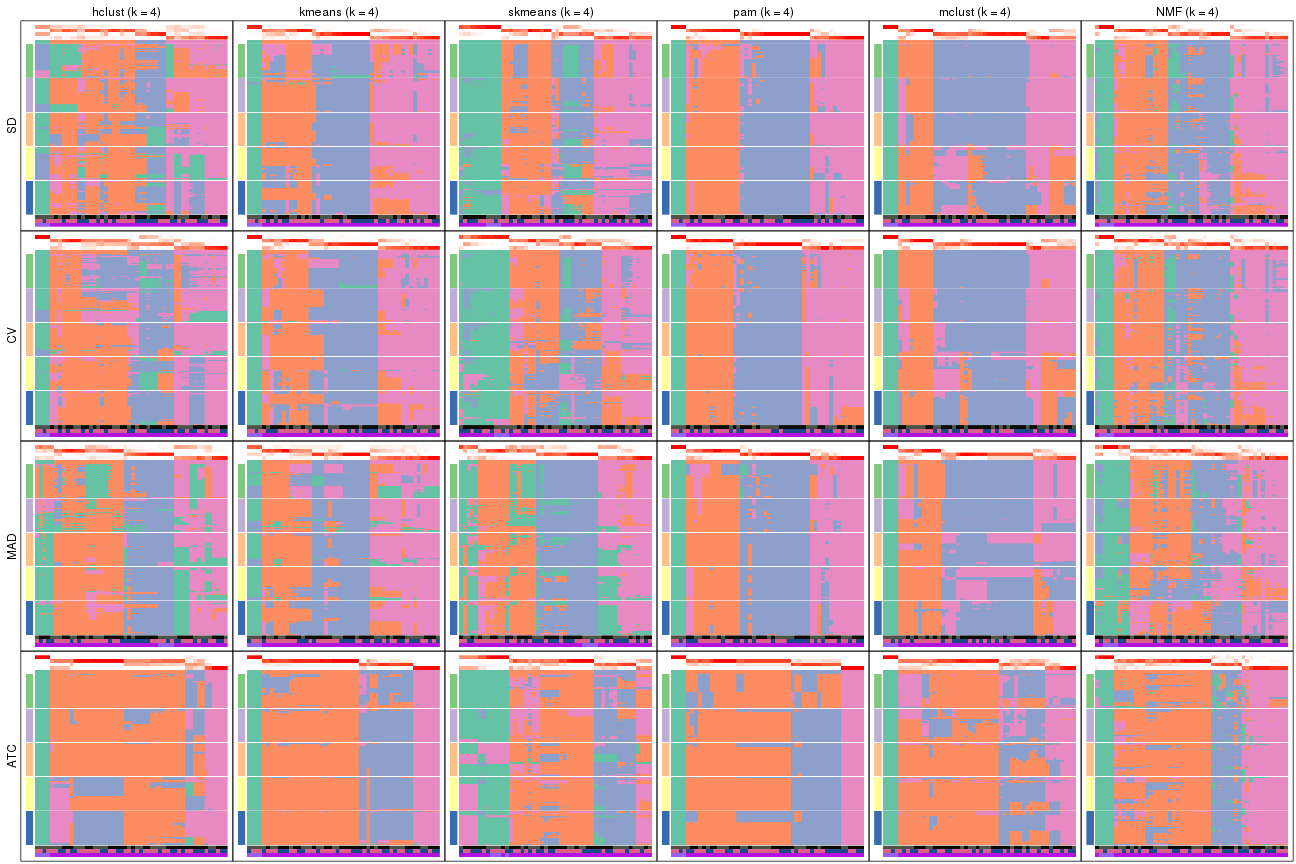 hclust (k = 4)
kmeans (k = 4)
skmeans (k = 4)
pam (k = 4)
mclust (k = 4)
NMF (k = 4)
SD
CV
MAD
ATC